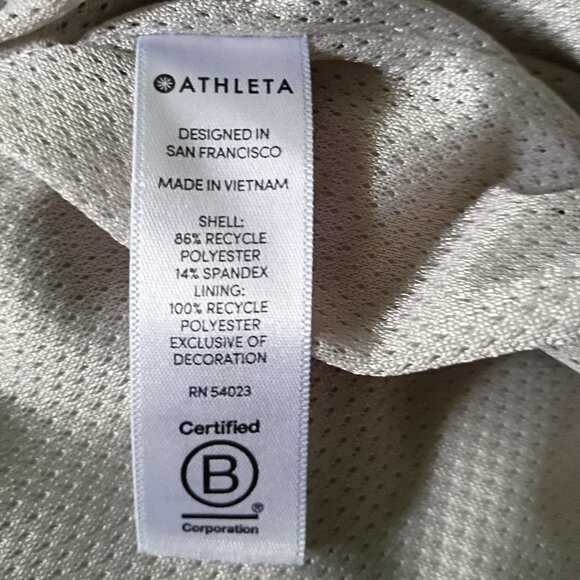 ATHLETA
DESIGNED IN
SAN FRANCISCO
MADE IN VIETNAM
SHELL:
86% RECYCLE
POLYESTER
14% SPANDEX
LINING:
100% RECYCLE
POLYESTER
EXCLUSIVE OF
DECORATION
RN 54023
Certified
B
®
Corporation